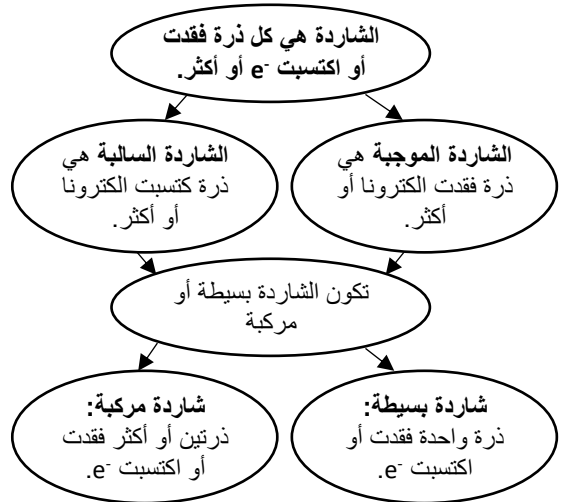 الشاردة هي كل ذرة فقدت
أو اكتسبت e⁻ أو أكثر.
الشاردة الموجبة هي
ذرة فقدت الكترونا أو
أكثر.
الشاردة السالبة هي
ذرة كتسبت الكترونا
أو أكثر.
تكون الشاردة بسيطة أو
مركبة
شاردة بسيطة:
ذرة واحدة فقدت أو
اكتسبت e⁻.
شاردة مركبة:
ذرتين أو أكثر فقدت
أو اكتسبت e⁻.